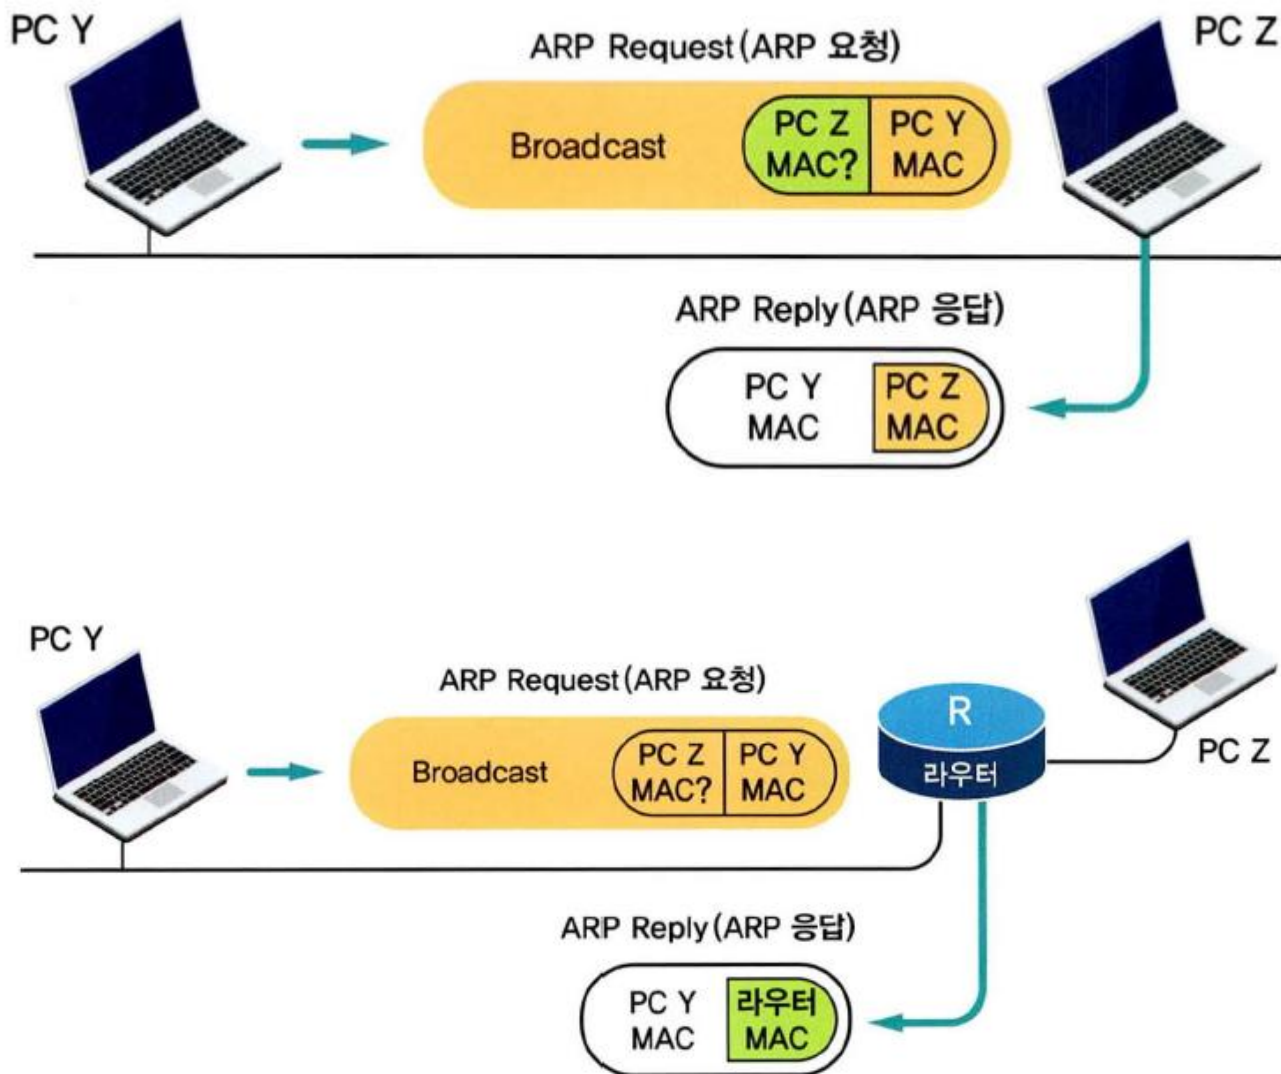 PC Y
ARP Request(ARP 요청)
PC Z
Broadcast
PC Z
MAC?
PC Y
MAC
ARP Reply(ARP 응답)
PC Y
MAC
PC Z
MAC
PC Y
ARP Request(ARP 요청)
Broadcast
PC Z
MAC?
PC Y
MAC
R
라우터
PC Z
ARP Reply(ARP 응답)
PC Y
MAC
라우터
MAC